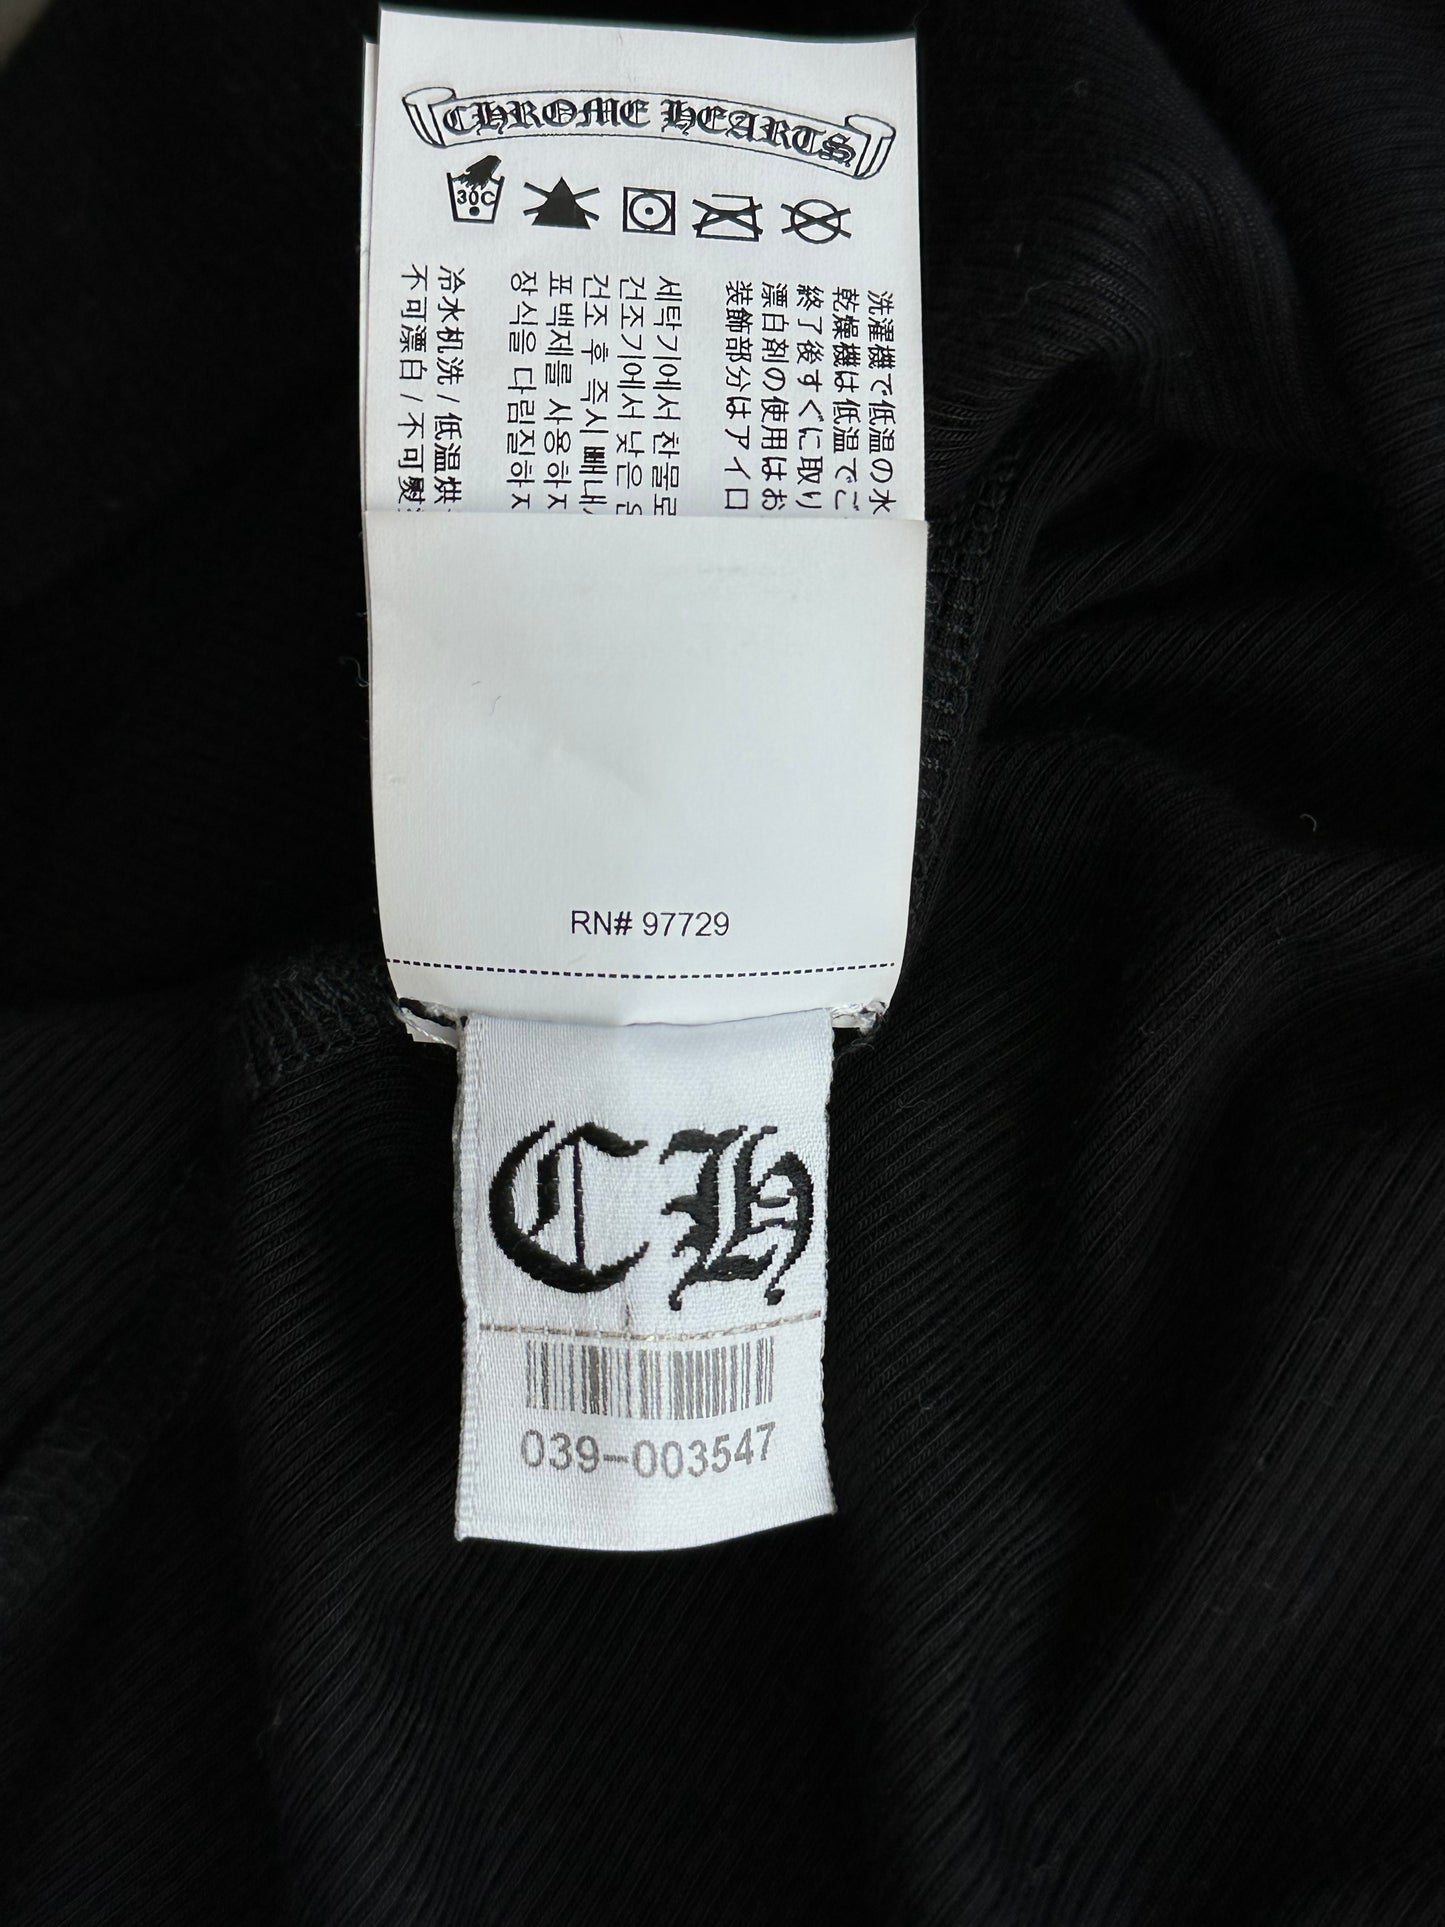 CHROME HEARTS
30C
洗濯機で低温の水
乾燥機は低温でご
終了後すぐに取り
漂白剤の使用はお
装飾部分はアイロ
세탁기에서 찬물로
건조기에서 낮은
건조 후 즉시 빼내
표백제를 사용하지
장식을 다림질하지
冷水机洗 / 低温烘
不可漂白 / 不可熨
RN# 97729
CH
039-003547